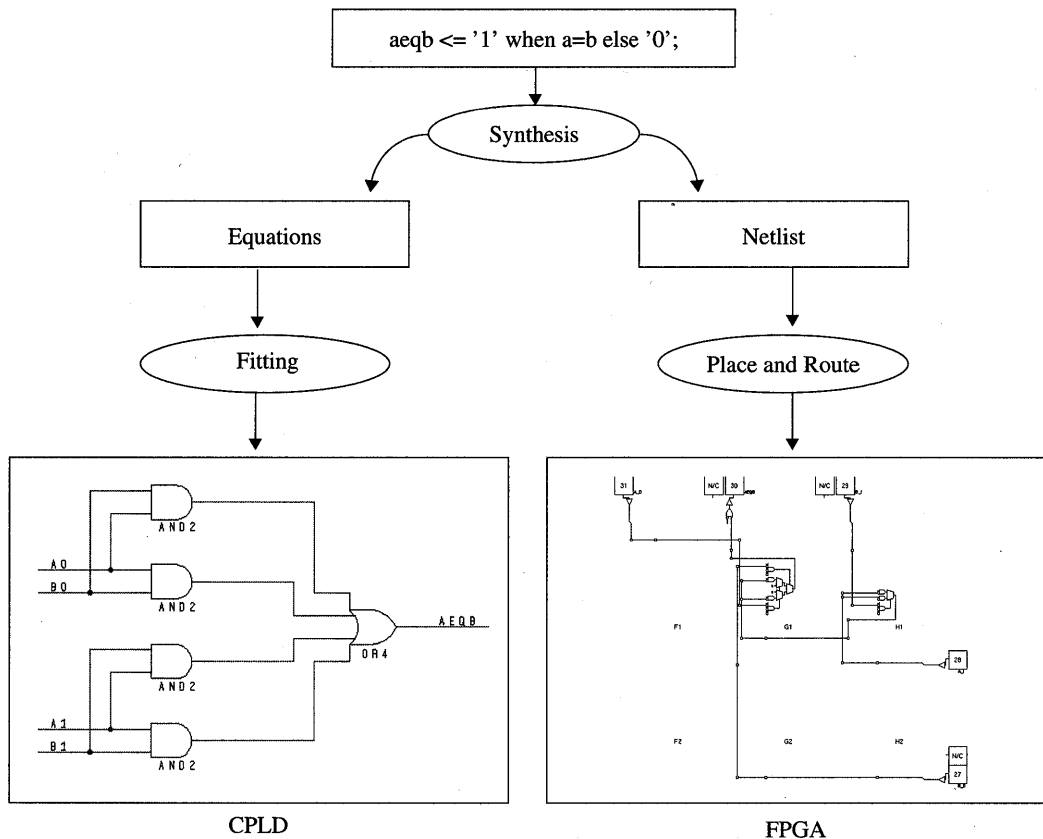 aeqb <= '1' when a=b else '0';
Synthesis
Equations
Netlist
Fitting
Place and Route
AND2
A0
B0
AND2
AEQB
OR4
AND2
A1
B1
AND2
31
N/C
30
N/C
29
F1
G1
H1
28
F2
G2
H2
N/C
27
CPLD
FPGA